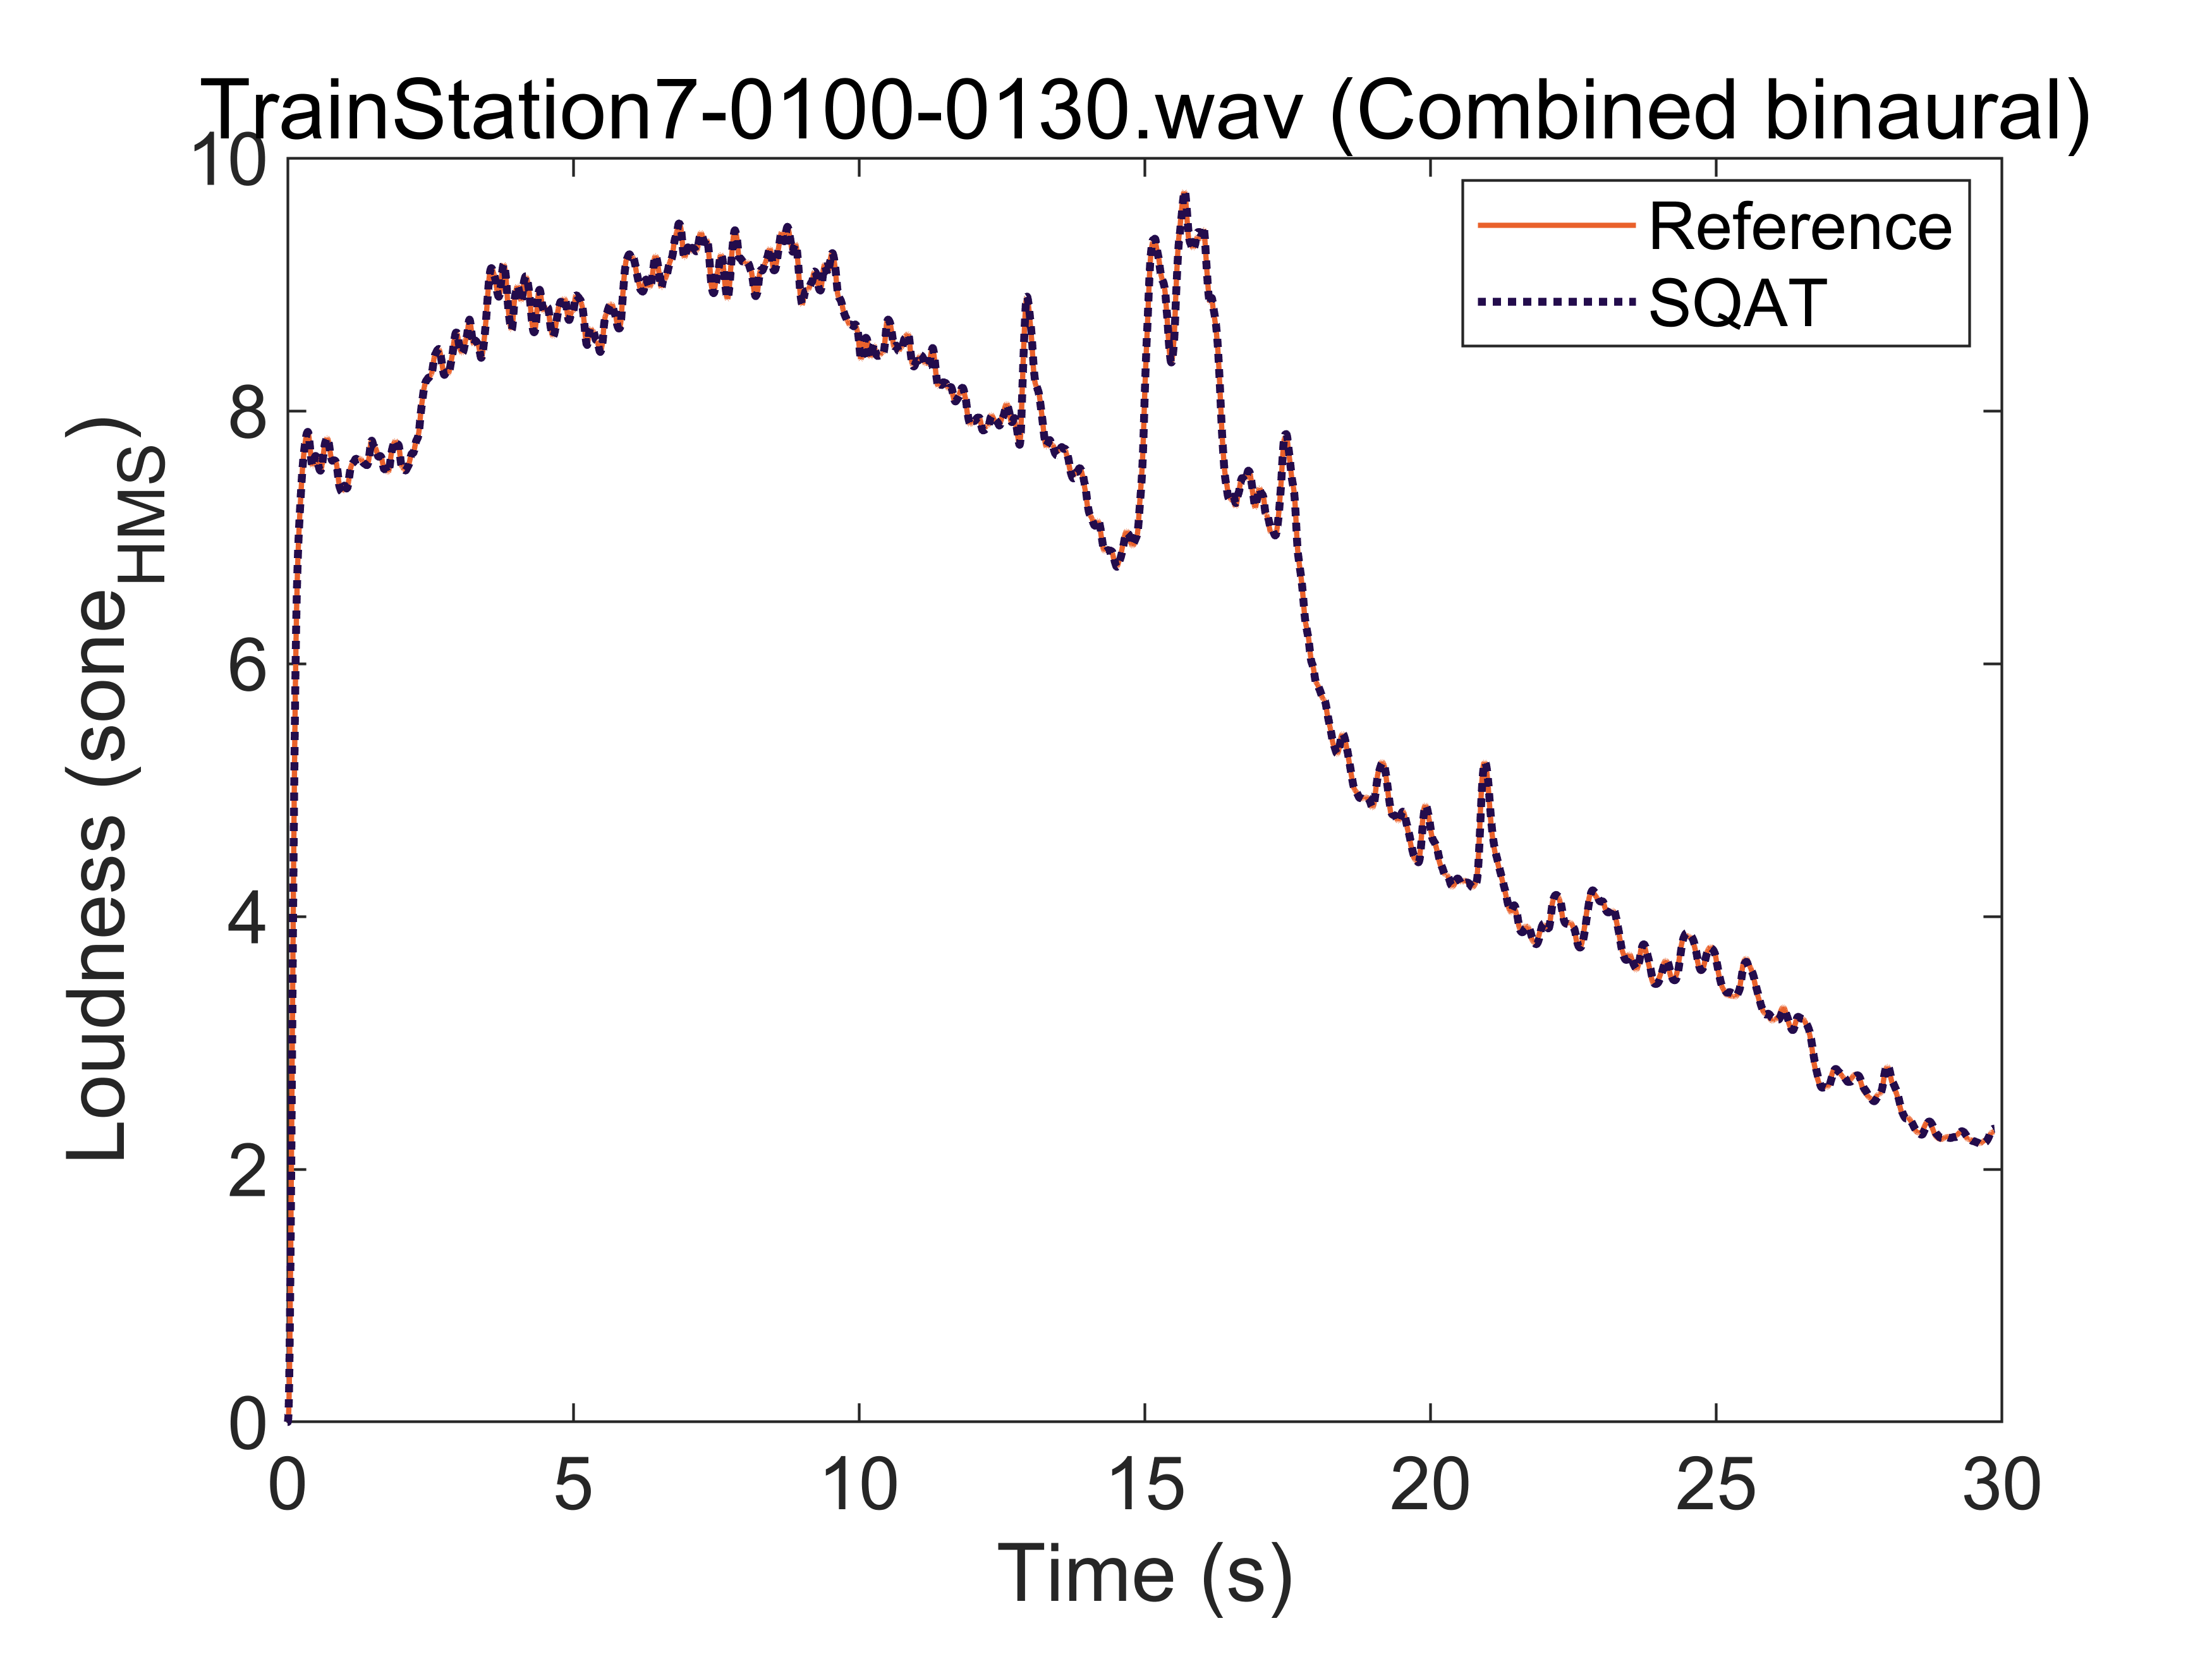 TrainStation7-0100-0130.wav (Combined binaural)
10
8
6
4
2
0
Loudness (sone_HMS)
Reference
SQAT
0 5 10 15 20 25 30
Time (s)